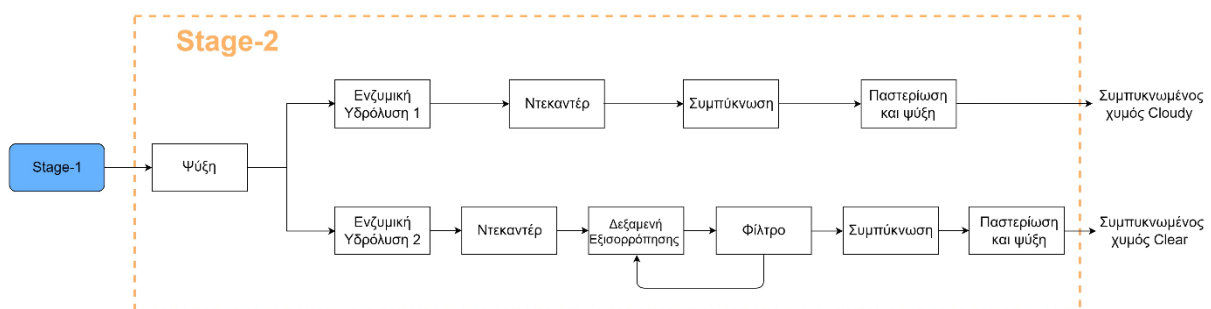 Stage-2
Ενζυμική
Υδρόλυση 1
Ντεκαντέρ
Συμπύκνωση
Παστερίωση
και ψύξη
Συμπυκνωμένος
χυμός Cloudy
Stage-1
Ψύξη
Ενζυμική
Υδρόλυση 2
Ντεκαντέρ
Δεξαμενή
Εξισορρόπησης
Φίλτρο
Συμπύκνωση
Παστερίωση
και ψύξη
Συμπυκνωμένος
χυμός Clear